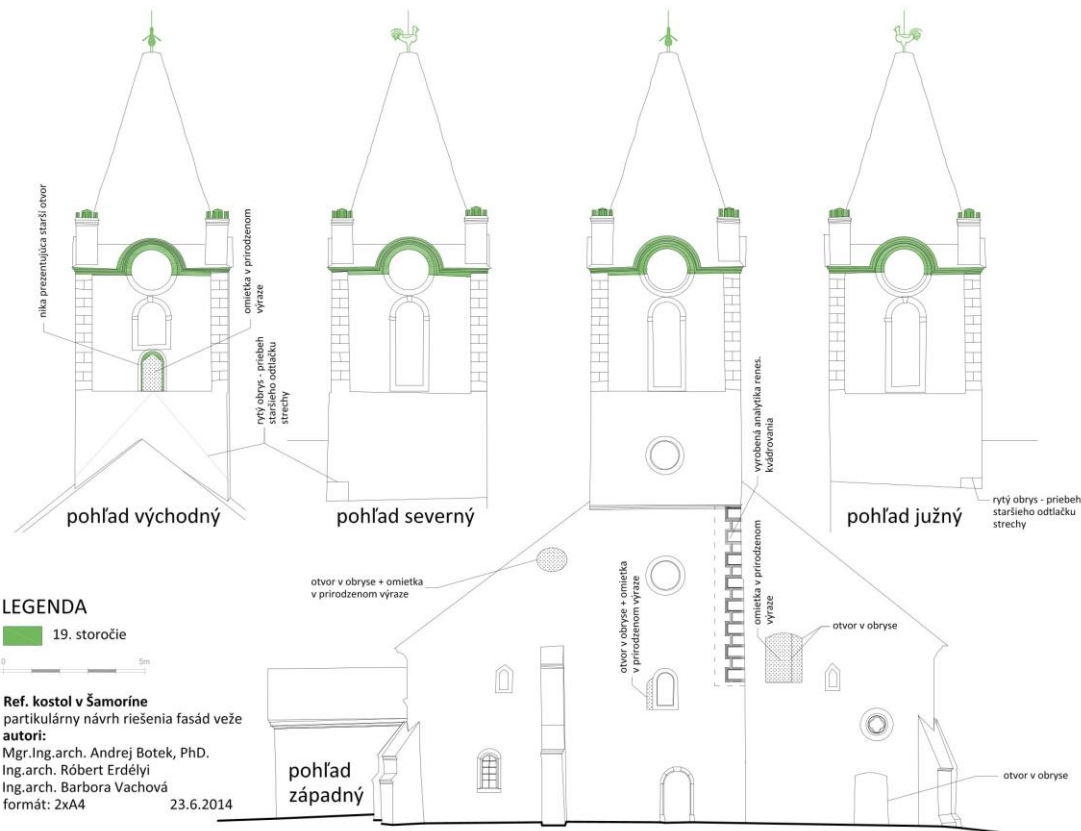 nika prezentujúca starší otvor
omietka v prirodzenom
výraze
rytý obrys - priebeh
staršieho odtlačku
strechy
pohľad východný
pohľad severný
vyrobená analytika renes.
kvádrovania
pohľad južný
rytý obrys - priebeh
staršieho odtlačku
strechy
otvor v obryse + omietka
v prirodzenom výraze
otvor v obryse + omietka
v prirodzenom výraze
omietka v prirodzenom
výraze
otvor v obryse
otvor v obryse
pohľad
západný
LEGENDA
19. storočie
0 5m
Ref. kostol v Šamoríne
partikulárny návrh riešenia fasád veže
autori:
Mgr.Ing.arch. Andrej Botek, PhD.
Ing.arch. Róbert Erdélyi
Ing.arch. Barbora Vachová
formát: 2xA4 23.6.2014